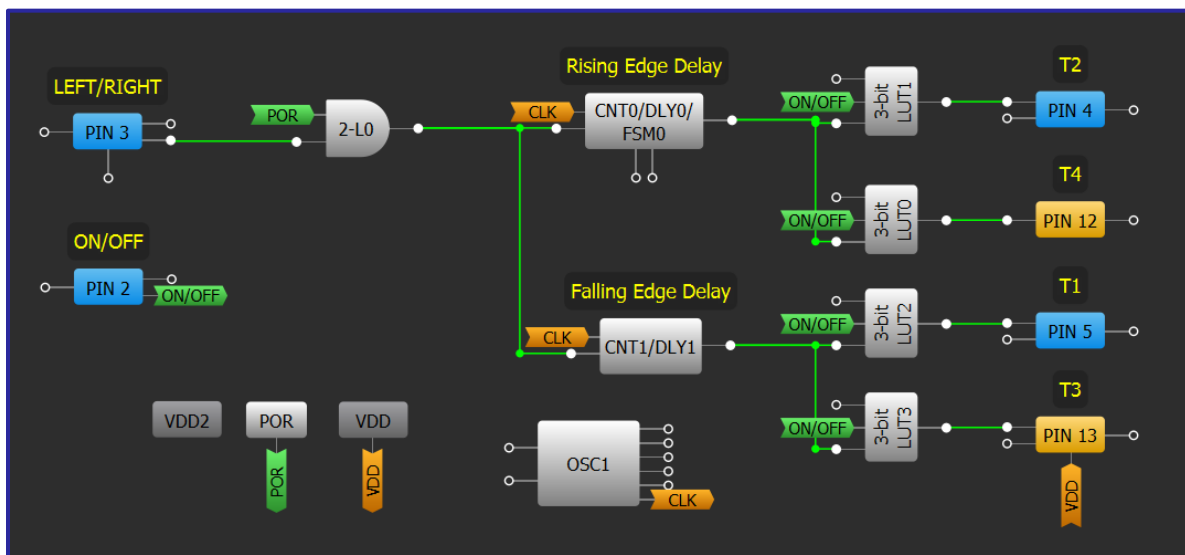 LEFT/RIGHT
PIN 3
POR
2-L0
Rising Edge Delay
CLK
CNT0/DLY0/
FSM0
ON/OFF
3-bit
LUT1
T2
PIN 4
ON/OFF
3-bit
LUT0
T4
PIN 12
ON/OFF
PIN 2
ON/OFF
Falling Edge Delay
CLK
CNT1/DLY1
ON/OFF
3-bit
LUT2
T1
PIN 5
ON/OFF
3-bit
LUT3
T3
PIN 13
VDD
VDD2
POR
POR
VDD
VDD
OSC1
CLK